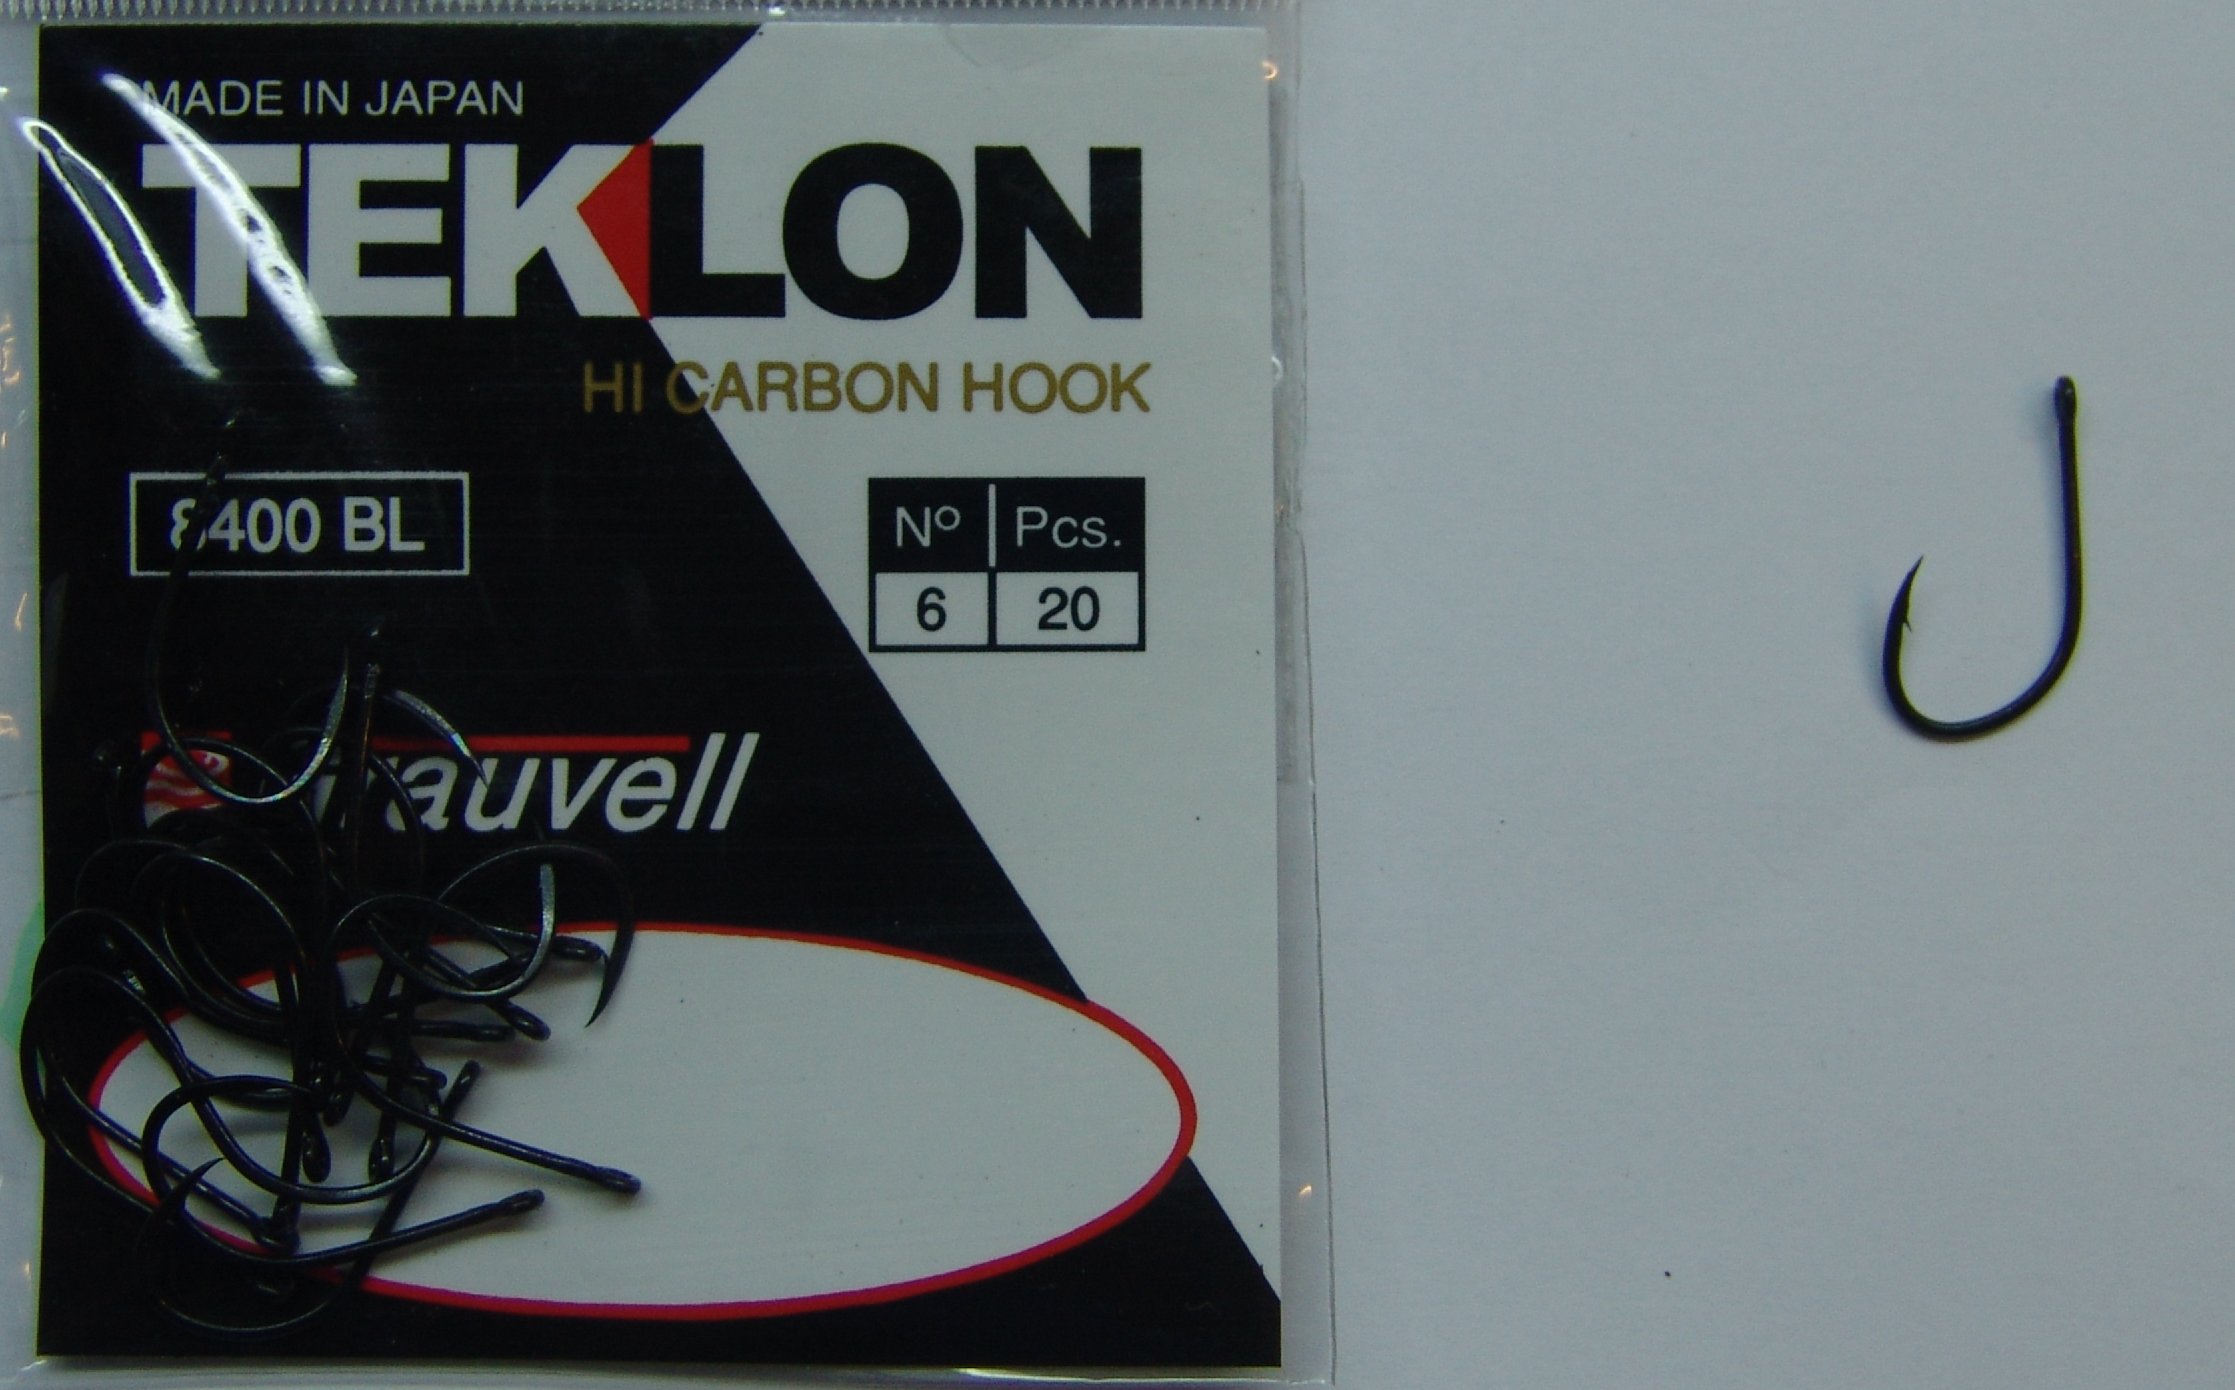 MADE IN JAPAN
TEKLON
HI CARBON HOOK
8400 BL
Nº Pcs.
6 20